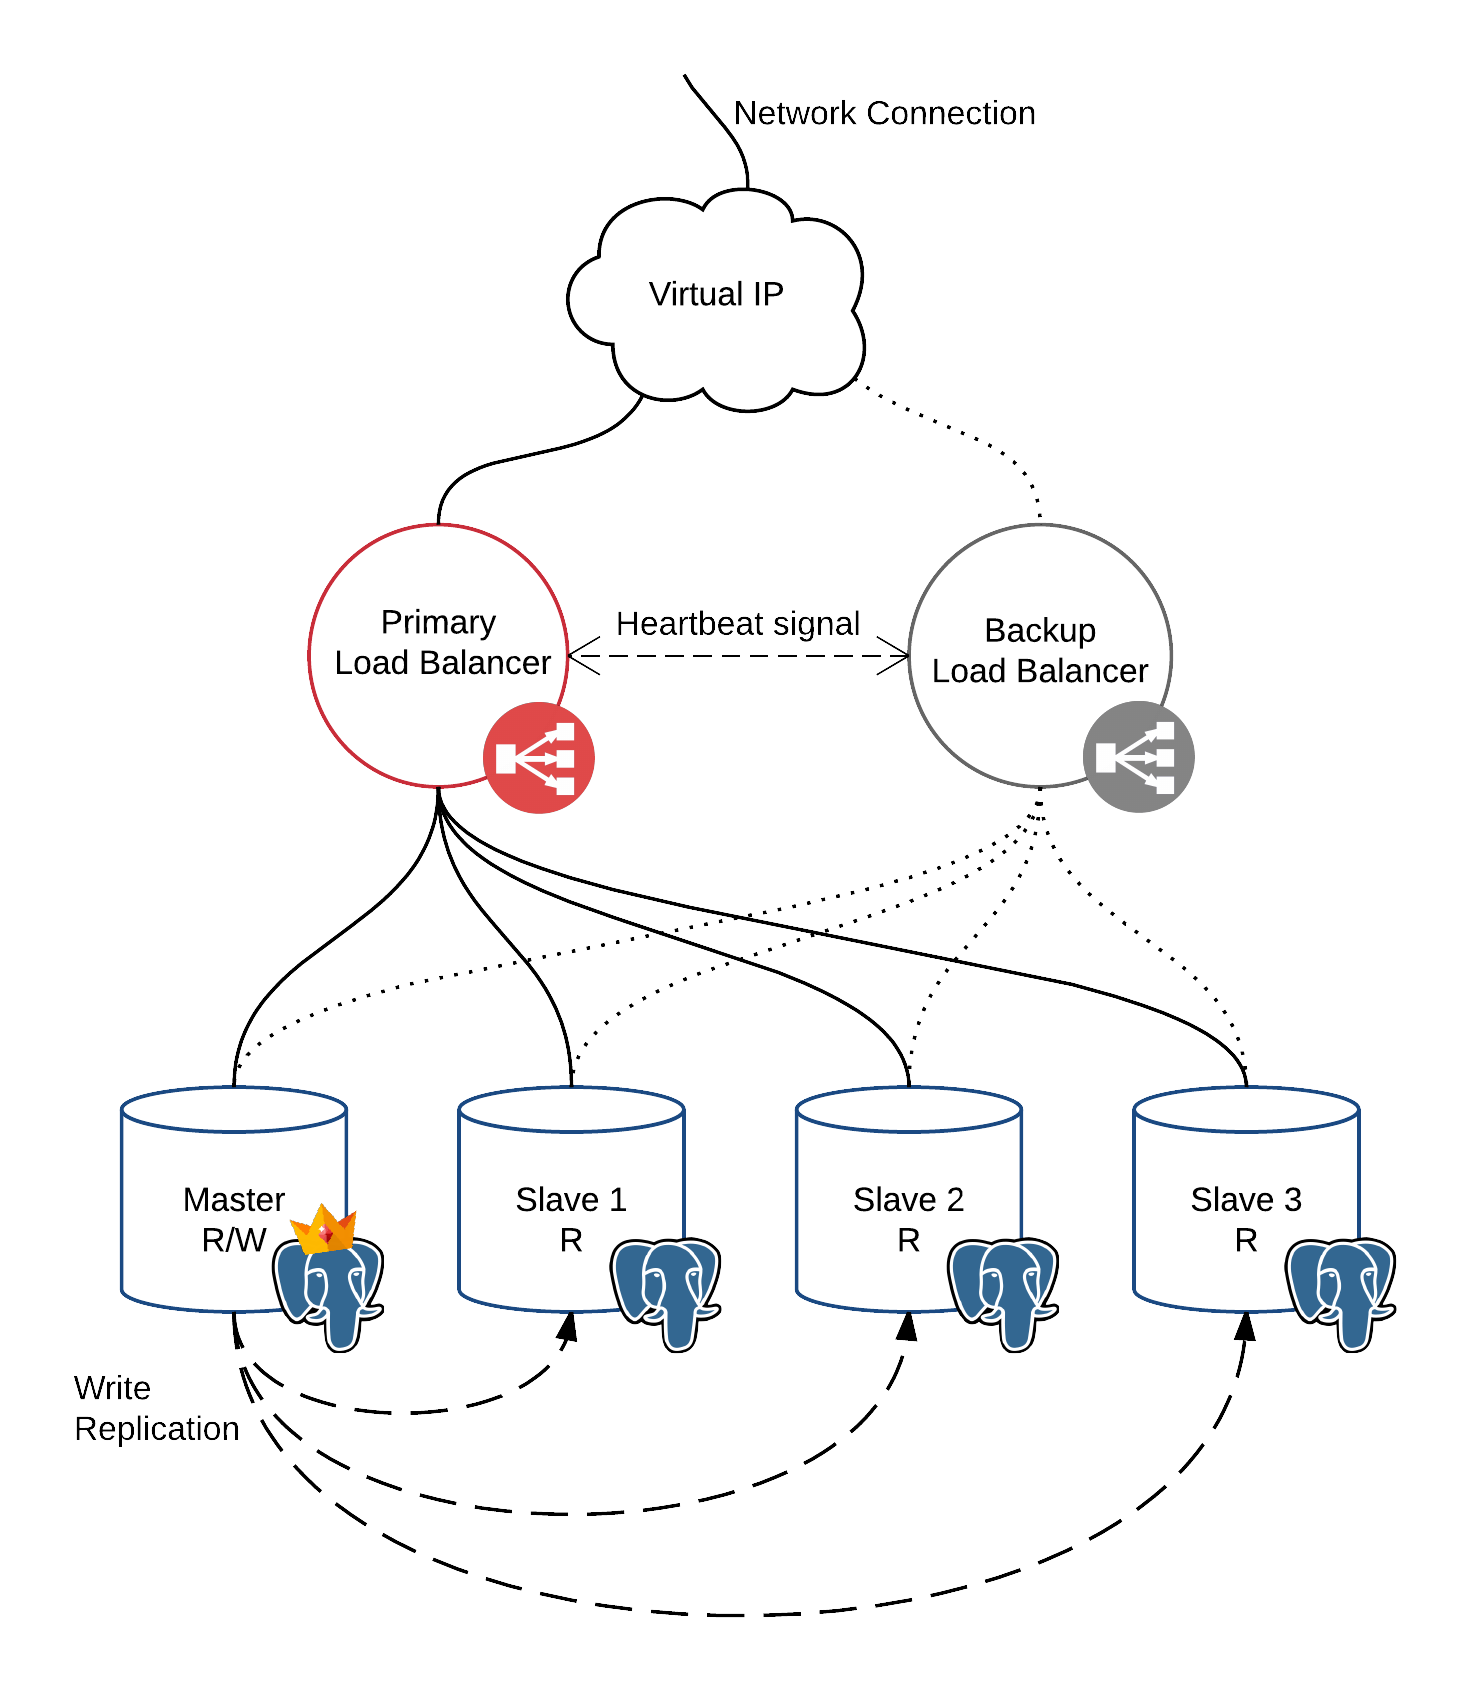 Network Connection
Virtual IP
Primary
Load Balancer
Heartbeat signal
Backup
Load Balancer
Master
R/W
Slave 1
R
Slave 2
R
Slave 3
R
Write
Replication